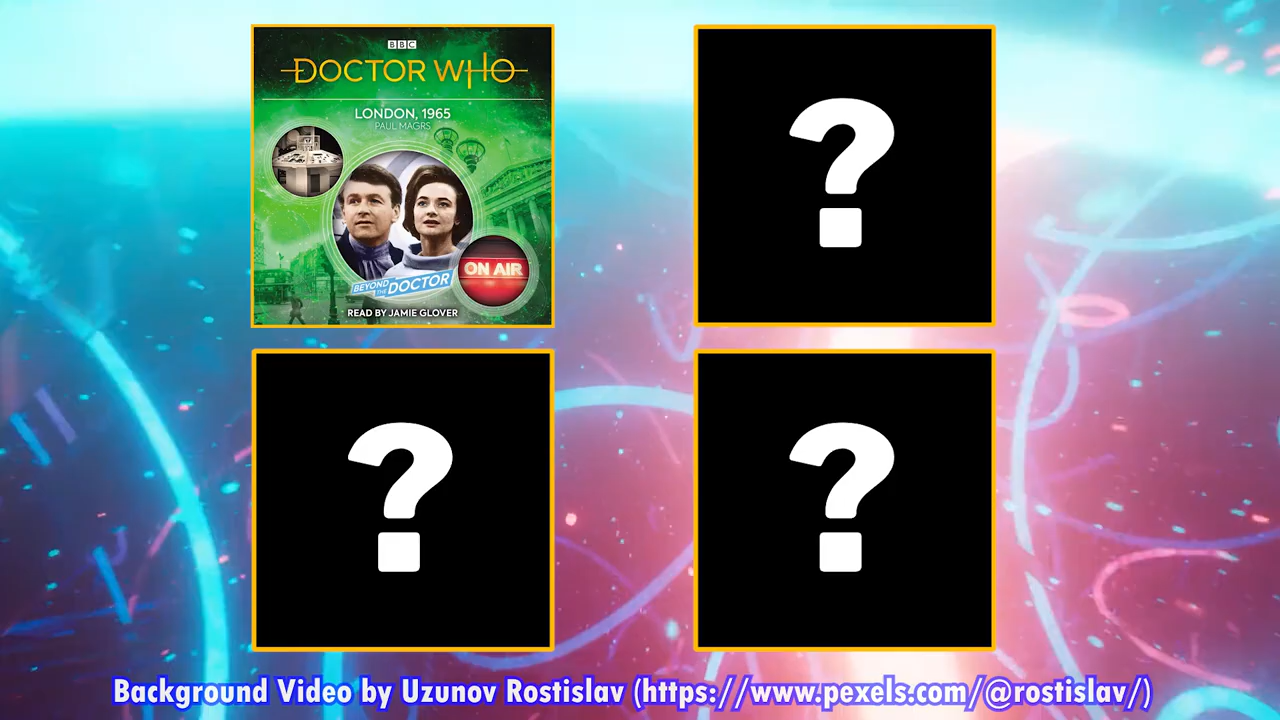 BBC
DOCTOR WHO
LONDON, 1965
PAUL MAGRS
ON AIR
BEYOND
THE DOCTOR
READ BY JAMIE GLOVER
?
?
?
Background Video by Uzunov Rostislav (https://www.pexels.com/@rostislav/)